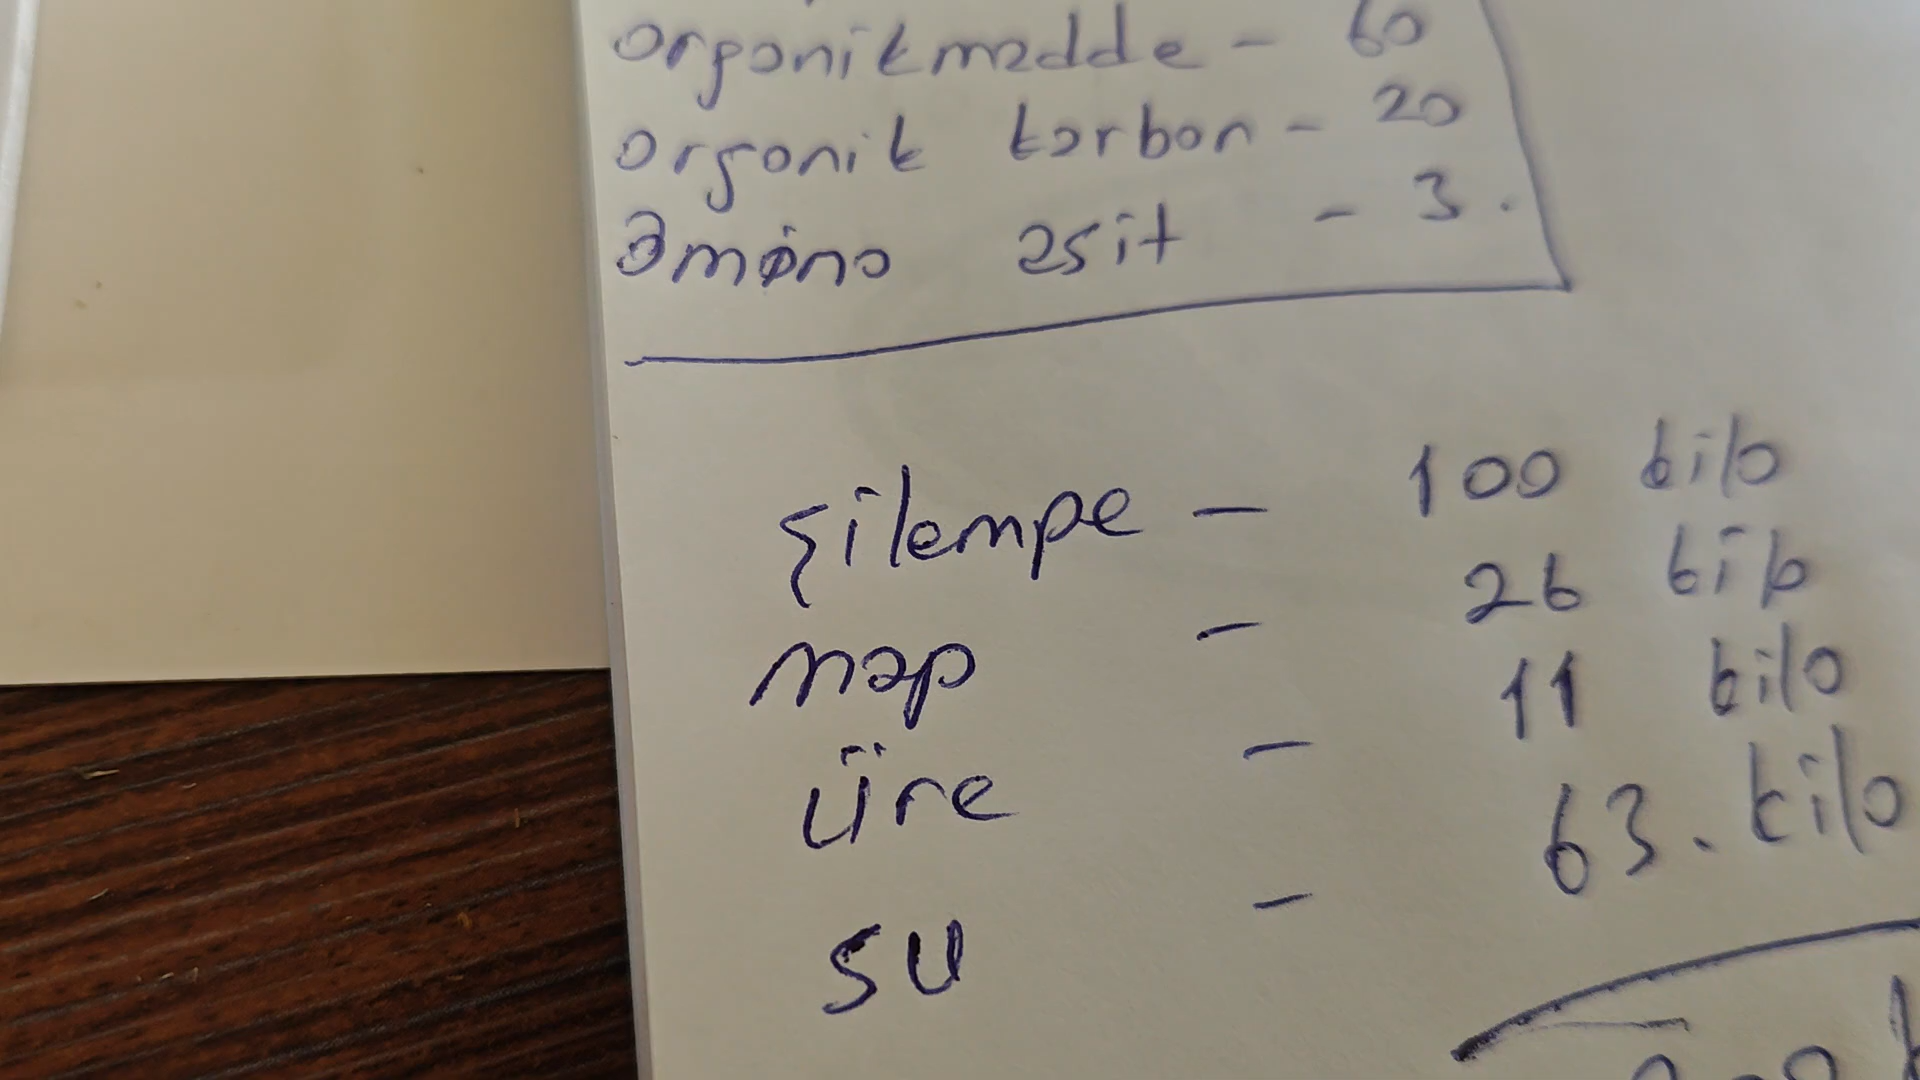 organik madde - 60
organik karbon - 20
amino asit - 3.
şilempe - 100 kilo
map - 26 kilo
üre - 11 kilo
su - 63. kilo